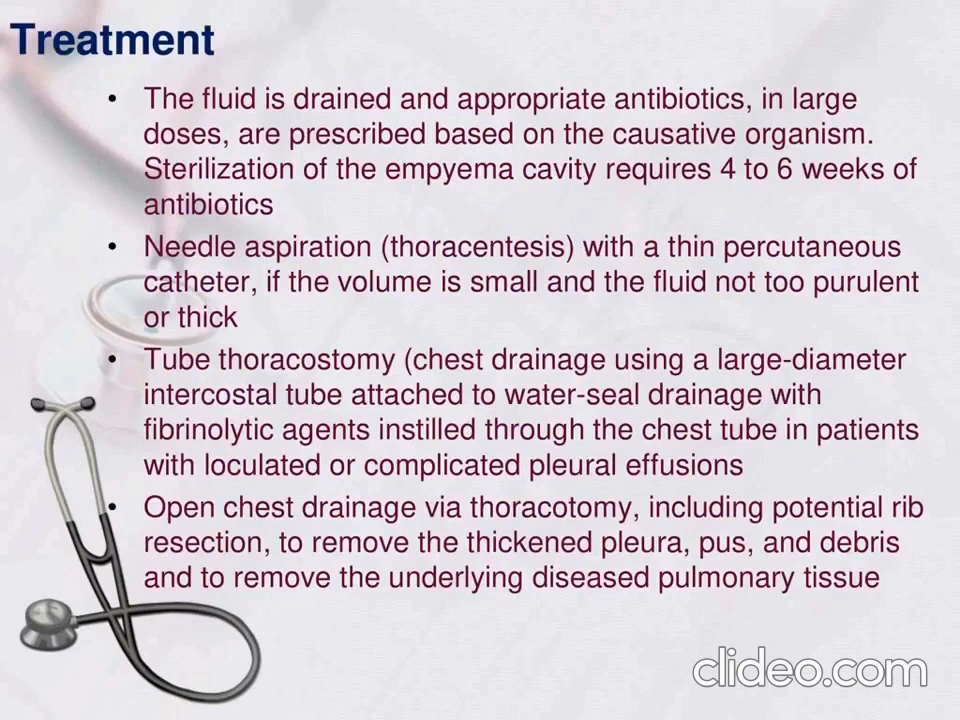 Treatment
• The fluid is drained and appropriate antibiotics, in large
doses, are prescribed based on the causative organism.
Sterilization of the empyema cavity requires 4 to 6 weeks of
antibiotics
• Needle aspiration (thoracentesis) with a thin percutaneous
catheter, if the volume is small and the fluid not too purulent
or thick
• Tube thoracostomy (chest drainage using a large-diameter
intercostal tube attached to water-seal drainage with
fibrinolytic agents instilled through the chest tube in patients
with loculated or complicated pleural effusions
• Open chest drainage via thoracotomy, including potential rib
resection, to remove the thickened pleura, pus, and debris
and to remove the underlying diseased pulmonary tissue
clideo.com